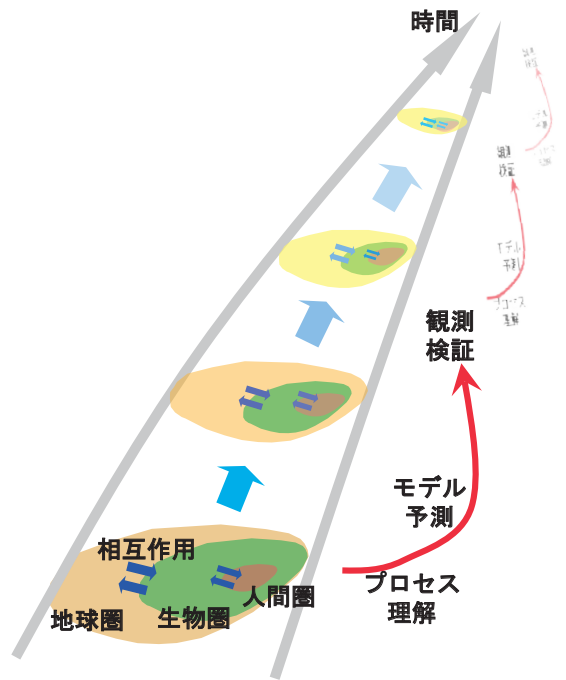 時間
観測
検証
モデル
予測
プロセス
理解
相互作用
地球圏
生物圏
人間圏